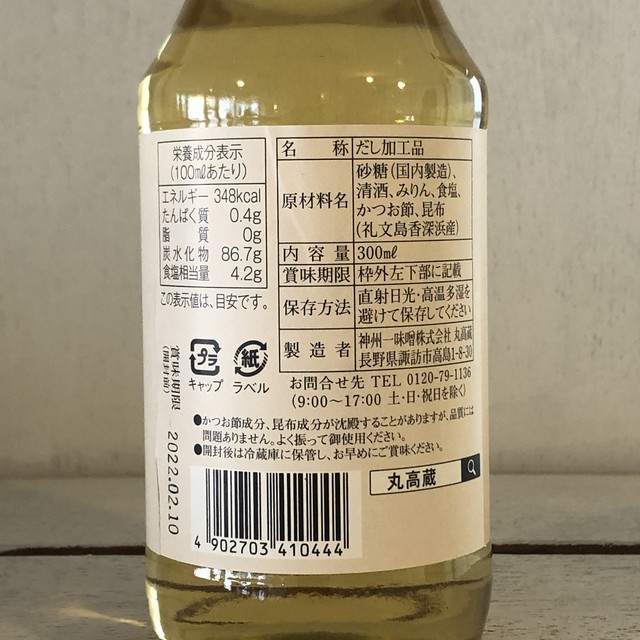 栄養成分表示
(100mlあたり)
エネルギー 348kcal
たんぱく質 0.4g
脂質 0g
炭水化物 86.7g
食塩相当量 4.2g
この表示値は、目安です。
プラ
キャップ
紙
ラベル
賞味期限
(開封前)
2022.02.10
名称 だし加工品
原材料名 砂糖(国内製造)、
清酒、みりん、食塩、
かつお節、昆布
(礼文島香深浜産)
内容量 300ml
賞味期限 枠外左下部に記載
保存方法 直射日光・高温多湿を
避けて保存してください
製造者 神州一味噌株式会社 丸高蔵
長野県諏訪市高島1-8-30
お問合せ先 TEL 0120-79-1136
(9:00〜17:00 土・日・祝日を除く)
●かつお節成分、昆布成分が沈殿することがありますが、品質には
問題ありません。よく振って御使用ください。
●開封後は冷蔵庫に保管し、お早めにご賞味ください。
丸高蔵
4 902703 410444